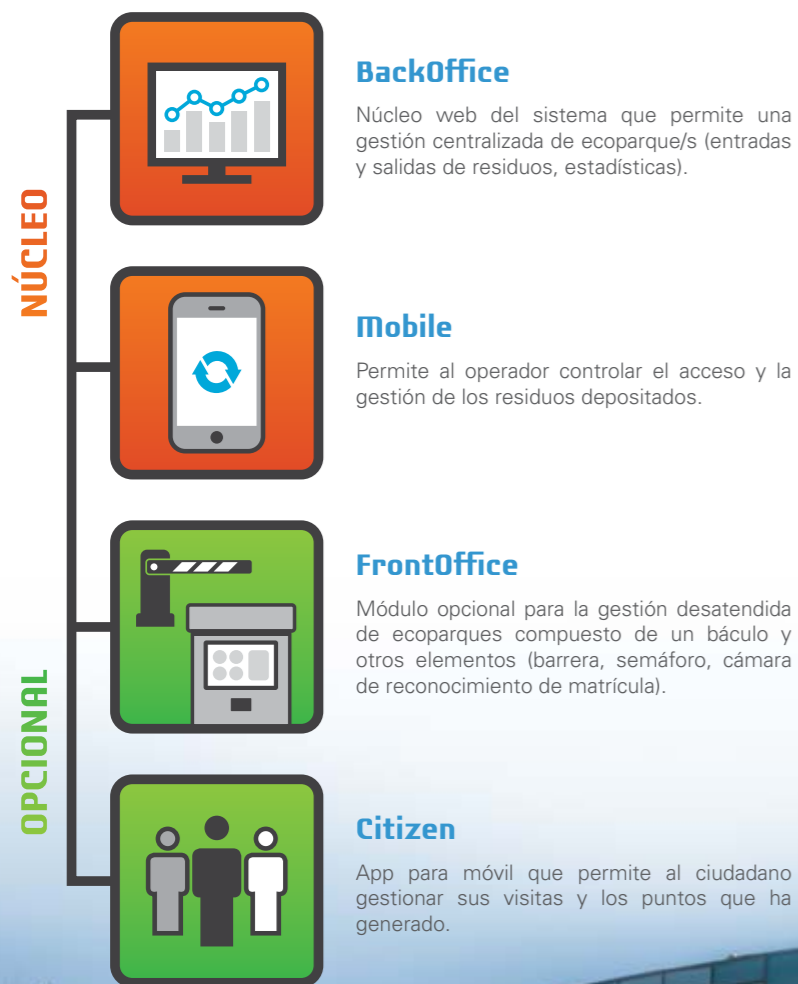 NÚCLEO
BackOffice
Núcleo web del sistema que permite una
gestión centralizada de ecoparque/s (entradas
y salidas de residuos, estadísticas).
Mobile
Permite al operador controlar el acceso y la
gestión de los residuos depositados.
OPCIONAL
FrontOffice
Módulo opcional para la gestión desatendida
de ecoparques compuesto de un báculo y
otros elementos (barrera, semáforo, cámara
de reconocimiento de matrícula).
Citizen
App para móvil que permite al ciudadano
gestionar sus visitas y los puntos que ha
generado.